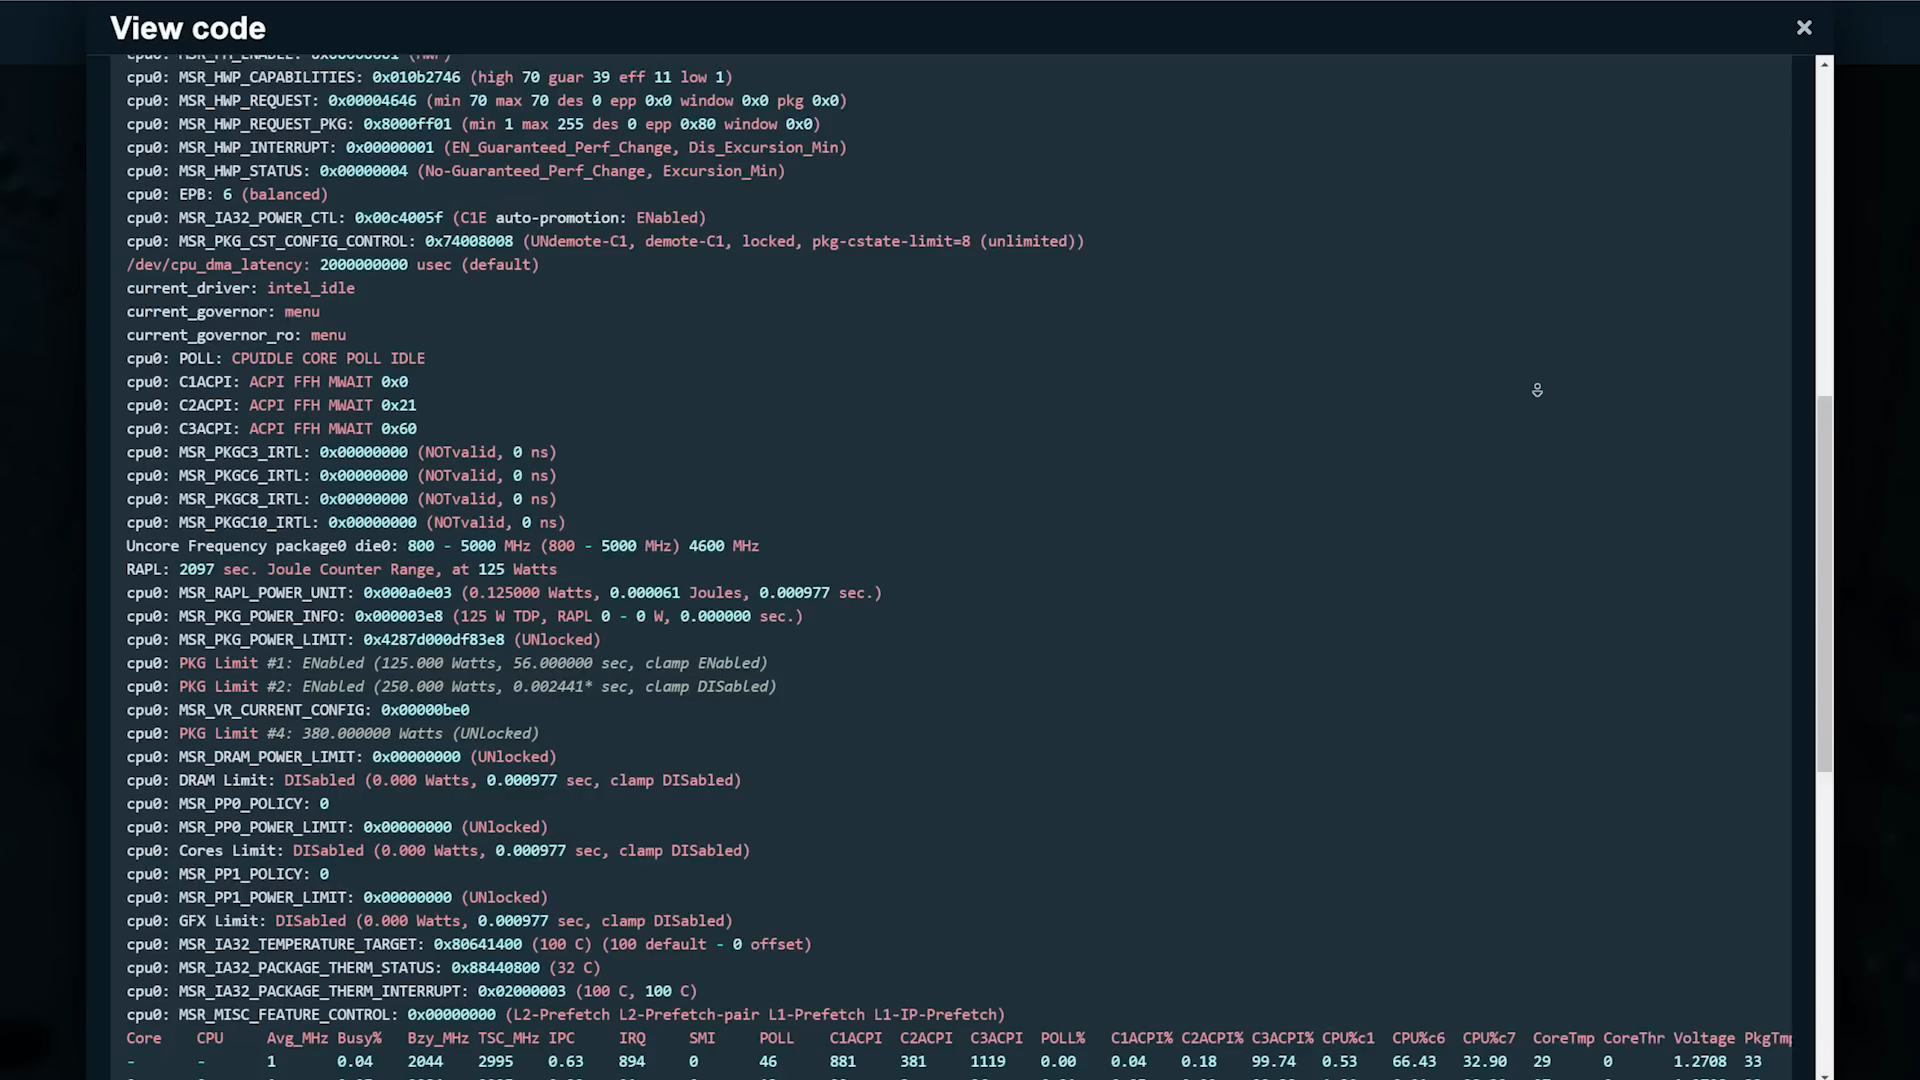 View code
cpu0: MSR_PM_ENABLE: 0x00000001 (HWP)
cpu0: MSR_HWP_CAPABILITIES: 0x010b2746 (high 70 guar 39 eff 11 low 1)
cpu0: MSR_HWP_REQUEST: 0x00004646 (min 70 max 70 des 0 epp 0x0 window 0x0 pkg 0x0)
cpu0: MSR_HWP_REQUEST_PKG: 0x8000ff01 (min 1 max 255 des 0 epp 0x80 window 0x0)
cpu0: MSR_HWP_INTERRUPT: 0x00000001 (EN_Guaranteed_Perf_Change, Dis_Excursion_Min)
cpu0: MSR_HWP_STATUS: 0x00000004 (No-Guaranteed_Perf_Change, Excursion_Min)
cpu0: EPB: 6 (balanced)
cpu0: MSR_IA32_POWER_CTL: 0x00c4005f (C1E auto-promotion: ENabled)
cpu0: MSR_PKG_CST_CONFIG_CONTROL: 0x74008008 (UNdemote-C1, demote-C1, locked, pkg-cstate-limit=8 (unlimited))
/dev/cpu_dma_latency: 2000000000 usec (default)
current_driver: intel_idle
current_governor: menu
current_governor_ro: menu
cpu0: POLL: CPUIDLE CORE POLL IDLE
cpu0: C1ACPI: ACPI FFH MWAIT 0x0
cpu0: C2ACPI: ACPI FFH MWAIT 0x21
cpu0: C3ACPI: ACPI FFH MWAIT 0x60
cpu0: MSR_PKGC3_IRTL: 0x00000000 (NOTvalid, 0 ns)
cpu0: MSR_PKGC6_IRTL: 0x00000000 (NOTvalid, 0 ns)
cpu0: MSR_PKGC8_IRTL: 0x00000000 (NOTvalid, 0 ns)
cpu0: MSR_PKGC10_IRTL: 0x00000000 (NOTvalid, 0 ns)
Uncore Frequency package0 die0: 800 - 5000 MHz (800 - 5000 MHz) 4600 MHz
RAPL: 2097 sec. Joule Counter Range, at 125 Watts
cpu0: MSR_RAPL_POWER_UNIT: 0x000a0e03 (0.125000 Watts, 0.000061 Joules, 0.000977 sec.)
cpu0: MSR_PKG_POWER_INFO: 0x000003e8 (125 W TDP, RAPL 0 - 0 W, 0.000000 sec.)
cpu0: MSR_PKG_POWER_LIMIT: 0x4287d000df83e8 (UNlocked)
cpu0: PKG Limit #1: ENabled (125.000 Watts, 56.000000 sec, clamp ENabled)
cpu0: PKG Limit #2: ENabled (250.000 Watts, 0.002441* sec, clamp DISabled)
cpu0: MSR_VR_CURRENT_CONFIG: 0x00000be0
cpu0: PKG Limit #4: 380.000000 Watts (UNlocked)
cpu0: MSR_DRAM_POWER_LIMIT: 0x00000000 (UNlocked)
cpu0: DRAM Limit: DISabled (0.000 Watts, 0.000977 sec, clamp DISabled)
cpu0: MSR_PP0_POLICY: 0
cpu0: MSR_PP0_POWER_LIMIT: 0x00000000 (UNlocked)
cpu0: Cores Limit: DISabled (0.000 Watts, 0.000977 sec, clamp DISabled)
cpu0: MSR_PP1_POLICY: 0
cpu0: MSR_PP1_POWER_LIMIT: 0x00000000 (UNlocked)
cpu0: GFX Limit: DISabled (0.000 Watts, 0.000977 sec, clamp DISabled)
cpu0: MSR_IA32_TEMPERATURE_TARGET: 0x80641400 (100 C) (100 default - 0 offset)
cpu0: MSR_IA32_PACKAGE_THERM_STATUS: 0x88440800 (32 C)
cpu0: MSR_IA32_PACKAGE_THERM_INTERRUPT: 0x02000003 (100 C, 100 C)
cpu0: MSR_MISC_FEATURE_CONTROL: 0x00000000 (L2-Prefetch L2-Prefetch-pair L1-Prefetch L1-IP-Prefetch)
Core CPU Avg_MHz Busy% Bzy_MHz TSC_MHz IPC IRQ SMI POLL C1ACPI C2ACPI C3ACPI POLL% C1ACPI% C2ACPI% C3ACPI% CPU%c1 CPU%c6 CPU%c7 CoreTmp CoreThr Voltage PkgTmp
- - 1 0.04 2044 2995 0.63 894 0 46 881 381 1119 0.00 0.04 0.18 99.74 0.53 66.43 32.90 29 0 1.2708 33